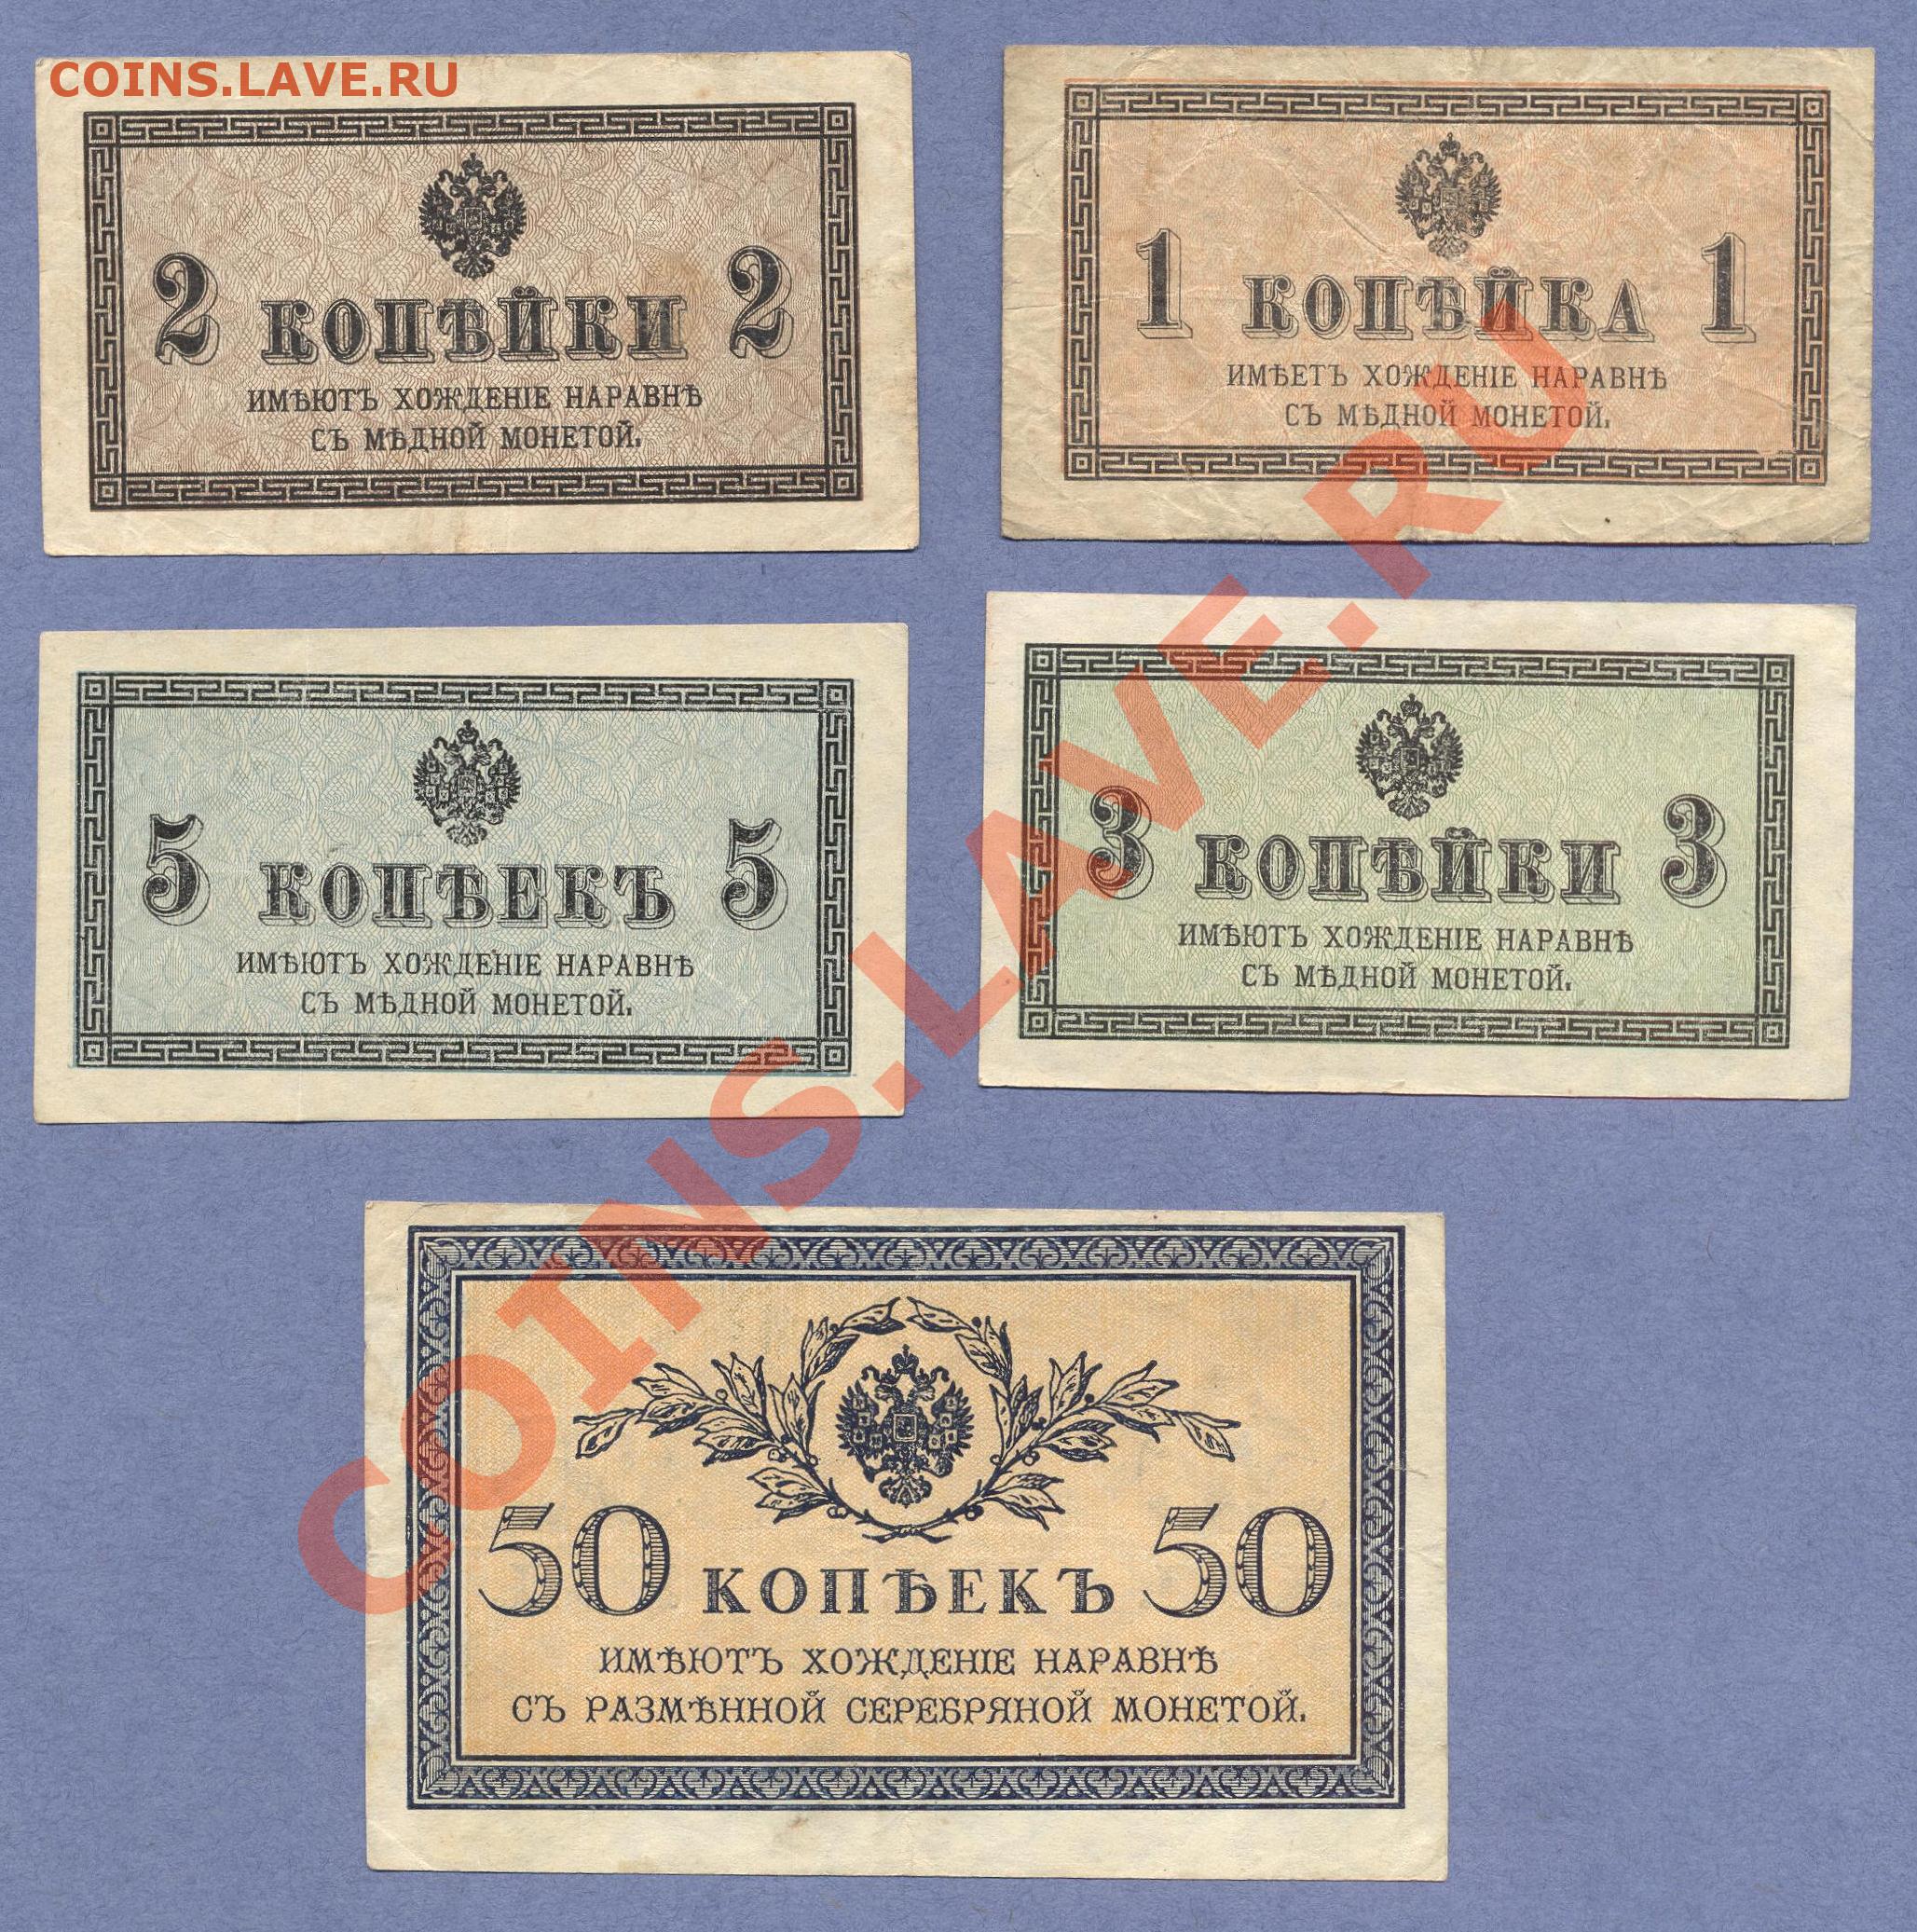 COINS.LAVE.RU
2 КОПѢЙКИ 2
ИМѢЮТЪ ХОЖДЕНІЕ НАРАВНѢ
СЪ МѢДНОЙ МОНЕТОЙ.
1 КОПѢЙКА 1
ИМѢЕТЪ ХОЖДЕНІЕ НАРАВНѢ
СЪ МѢДНОЙ МОНЕТОЙ.
5 КОПѢЕКЪ 5
ИМѢЮТЪ ХОЖДЕНІЕ НАРАВНѢ
СЪ МѢДНОЙ МОНЕТОЙ.
3 КОПѢЙКИ 3
ИМѢЮТЪ ХОЖДЕНІЕ НАРАВНѢ
СЪ МѢДНОЙ МОНЕТОЙ.
50 КОПѢЕКЪ 50
ИМѢЮТЪ ХОЖДЕНІЕ НАРАВНѢ
СЪ РАЗМѢННОЙ СЕРЕБРЯНОЙ МОНЕТОЙ.
COINS.LAVE.RU